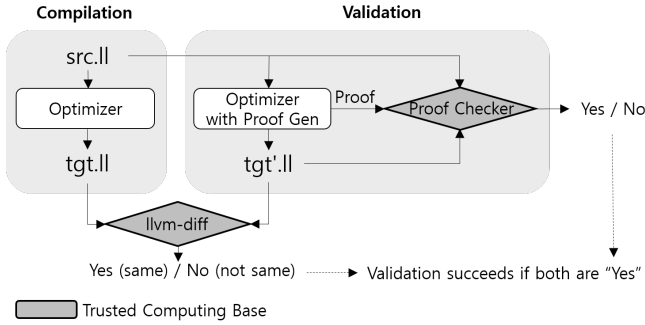 Compilation
Validation
src.ll
Optimizer
Optimizer
with Proof Gen
Proof
Proof Checker
Yes / No
tgt.ll
tgt'.ll
llvm-diff
Yes (same) / No (not same)
Validation succeeds if both are “Yes”
Trusted Computing Base